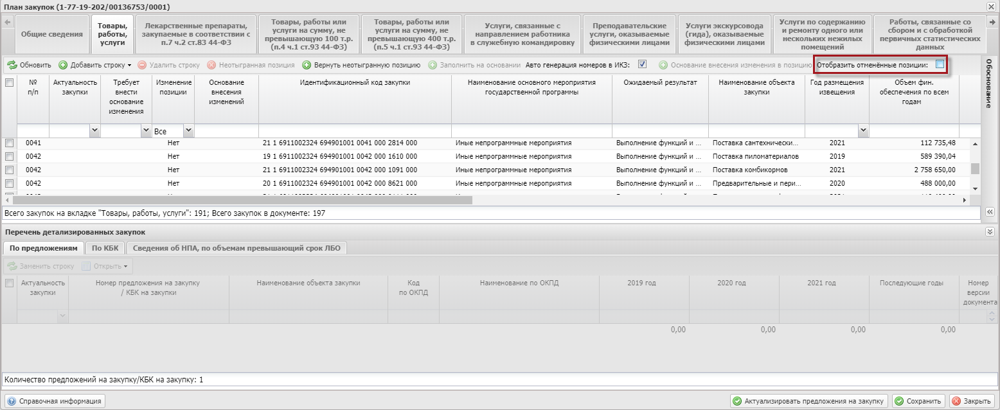 План закупок (1-77-19-202/00136753/0001)
Общие сведения
Товары, работы, услуги
Лекарственные препараты, закупаемые в соответствии с п.7 ч.2 ст.83 44-ФЗ
Товары, работы или услуги на сумму, не превышающую 100 т.р. (п.4 ч.1 ст.93 44-ФЗ)
Товары, работы или услуги на сумму, не превышающую 400 т.р. (п.5 ч.1 ст.93 44-ФЗ)
Услуги, связанные с направлением работника в служебную командировку
Преподавательские услуги, оказываемые физическими лицами
Услуги экскурсовода (гида), оказываемые физическими лицами
Услуги по содержанию и ремонту одного или нескольких нежилых помещений
Работы, связанные со сбором и с обработкой первичных статистических данных
Обновить Добавить строку Удалить строку Неотыгранная позиция Вернуть неотыгранную позицию Заполнить на основании Авто генерация номеров в ИКЗ: Основание внесения изменения в позицию Отобразить отменённые позиции:
Обоснование
№ п/п
Актуальность закупки
Требует внести основание изменения
Изменение позиции
Основание внесения изменений
Идентификационный код закупки
Наименование основного мероприятия государственной программы
Ожидаемый результат
Наименование объекта закупки
Год размещения извещения
Объем фин. обеспечения по всем годам
Все
0041 Нет 21 1 6911002324 694901001 0041 000 2814 000 Иные непрограммные мероприятия Выполнение функций и ... Поставка сантехнически... 2021 112 735,48
0042 Нет 19 1 6911002324 694901001 0042 000 1610 000 Иные непрограммные мероприятия Выполнение функций и ... Поставка пиломатериалов 2019 589 390,04
0042 Нет 21 1 6911002324 694901001 0042 000 1091 000 Иные непрограммные мероприятия Выполнение функций и ... Поставка комбикормов 2021 2 758 650,00
0042 Нет 20 1 6911002324 694901001 0042 000 8621 000 Иные непрограммные мероприятия Выполнение функций и ... Предварительные и пери... 2020 488 000,00
Всего закупок на вкладке "Товары, работы, услуги": 191; Всего закупок в документе: 197
Перечень детализированных закупок
По предложениям По КБК Сведения об НПА, по объемам превышающий срок ЛБО
Заменить строку Открыть
Актуальность закупки
Номер предложения на закупку / КБК на закупки
Наименование объекта закупки
Код по ОКПД
Наименование по ОКПД
2019 год
2020 год
2021 год
Последующие годы
Номер версии документа
0,00 0,00 0,00 0,00
Количество предложений на закупку/КБК на закупку: 1
Справочная информация Актуализировать предложения на закупку Сохранить Закрыть